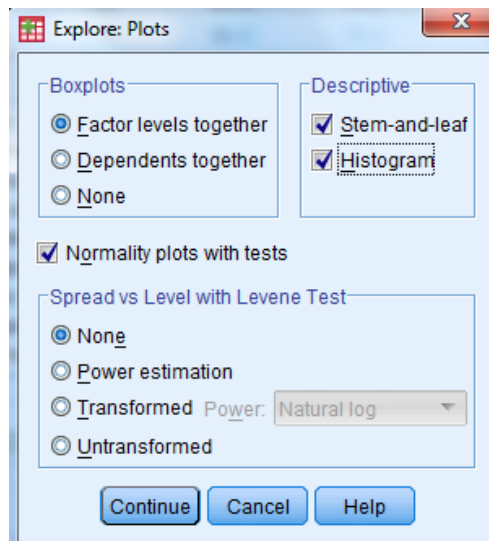 Explore: Plots
Boxplots
Factor levels together
Dependents together
None
Descriptive
Stem-and-leaf
Histogram
Normality plots with tests
Spread vs Level with Levene Test
None
Power estimation
Transformed Power: Natural log
Untransformed
Continue Cancel Help